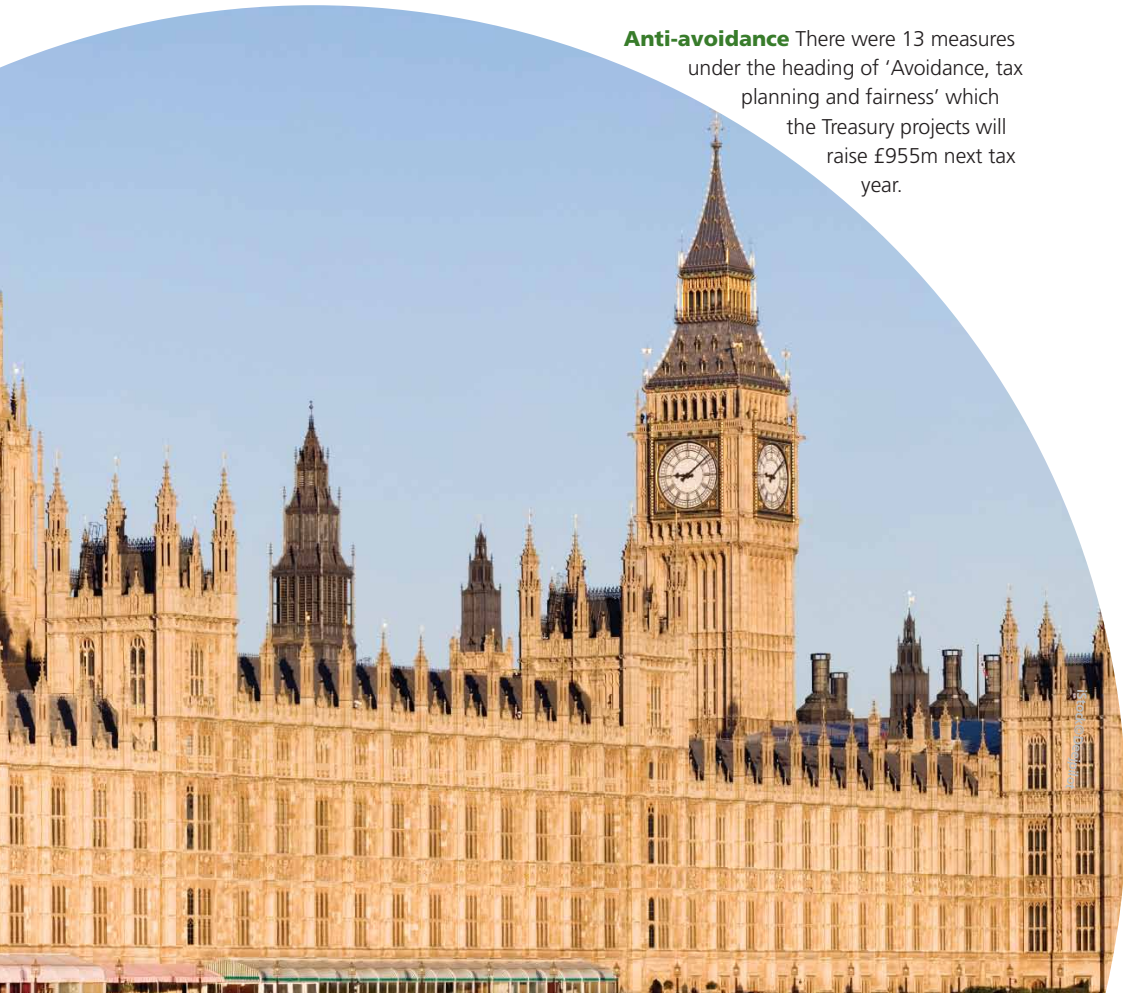 Anti-avoidance There were 13 measures
under the heading of ‘Avoidance, tax
planning and fairness’ which
the Treasury projects will
raise £955m next tax
year.